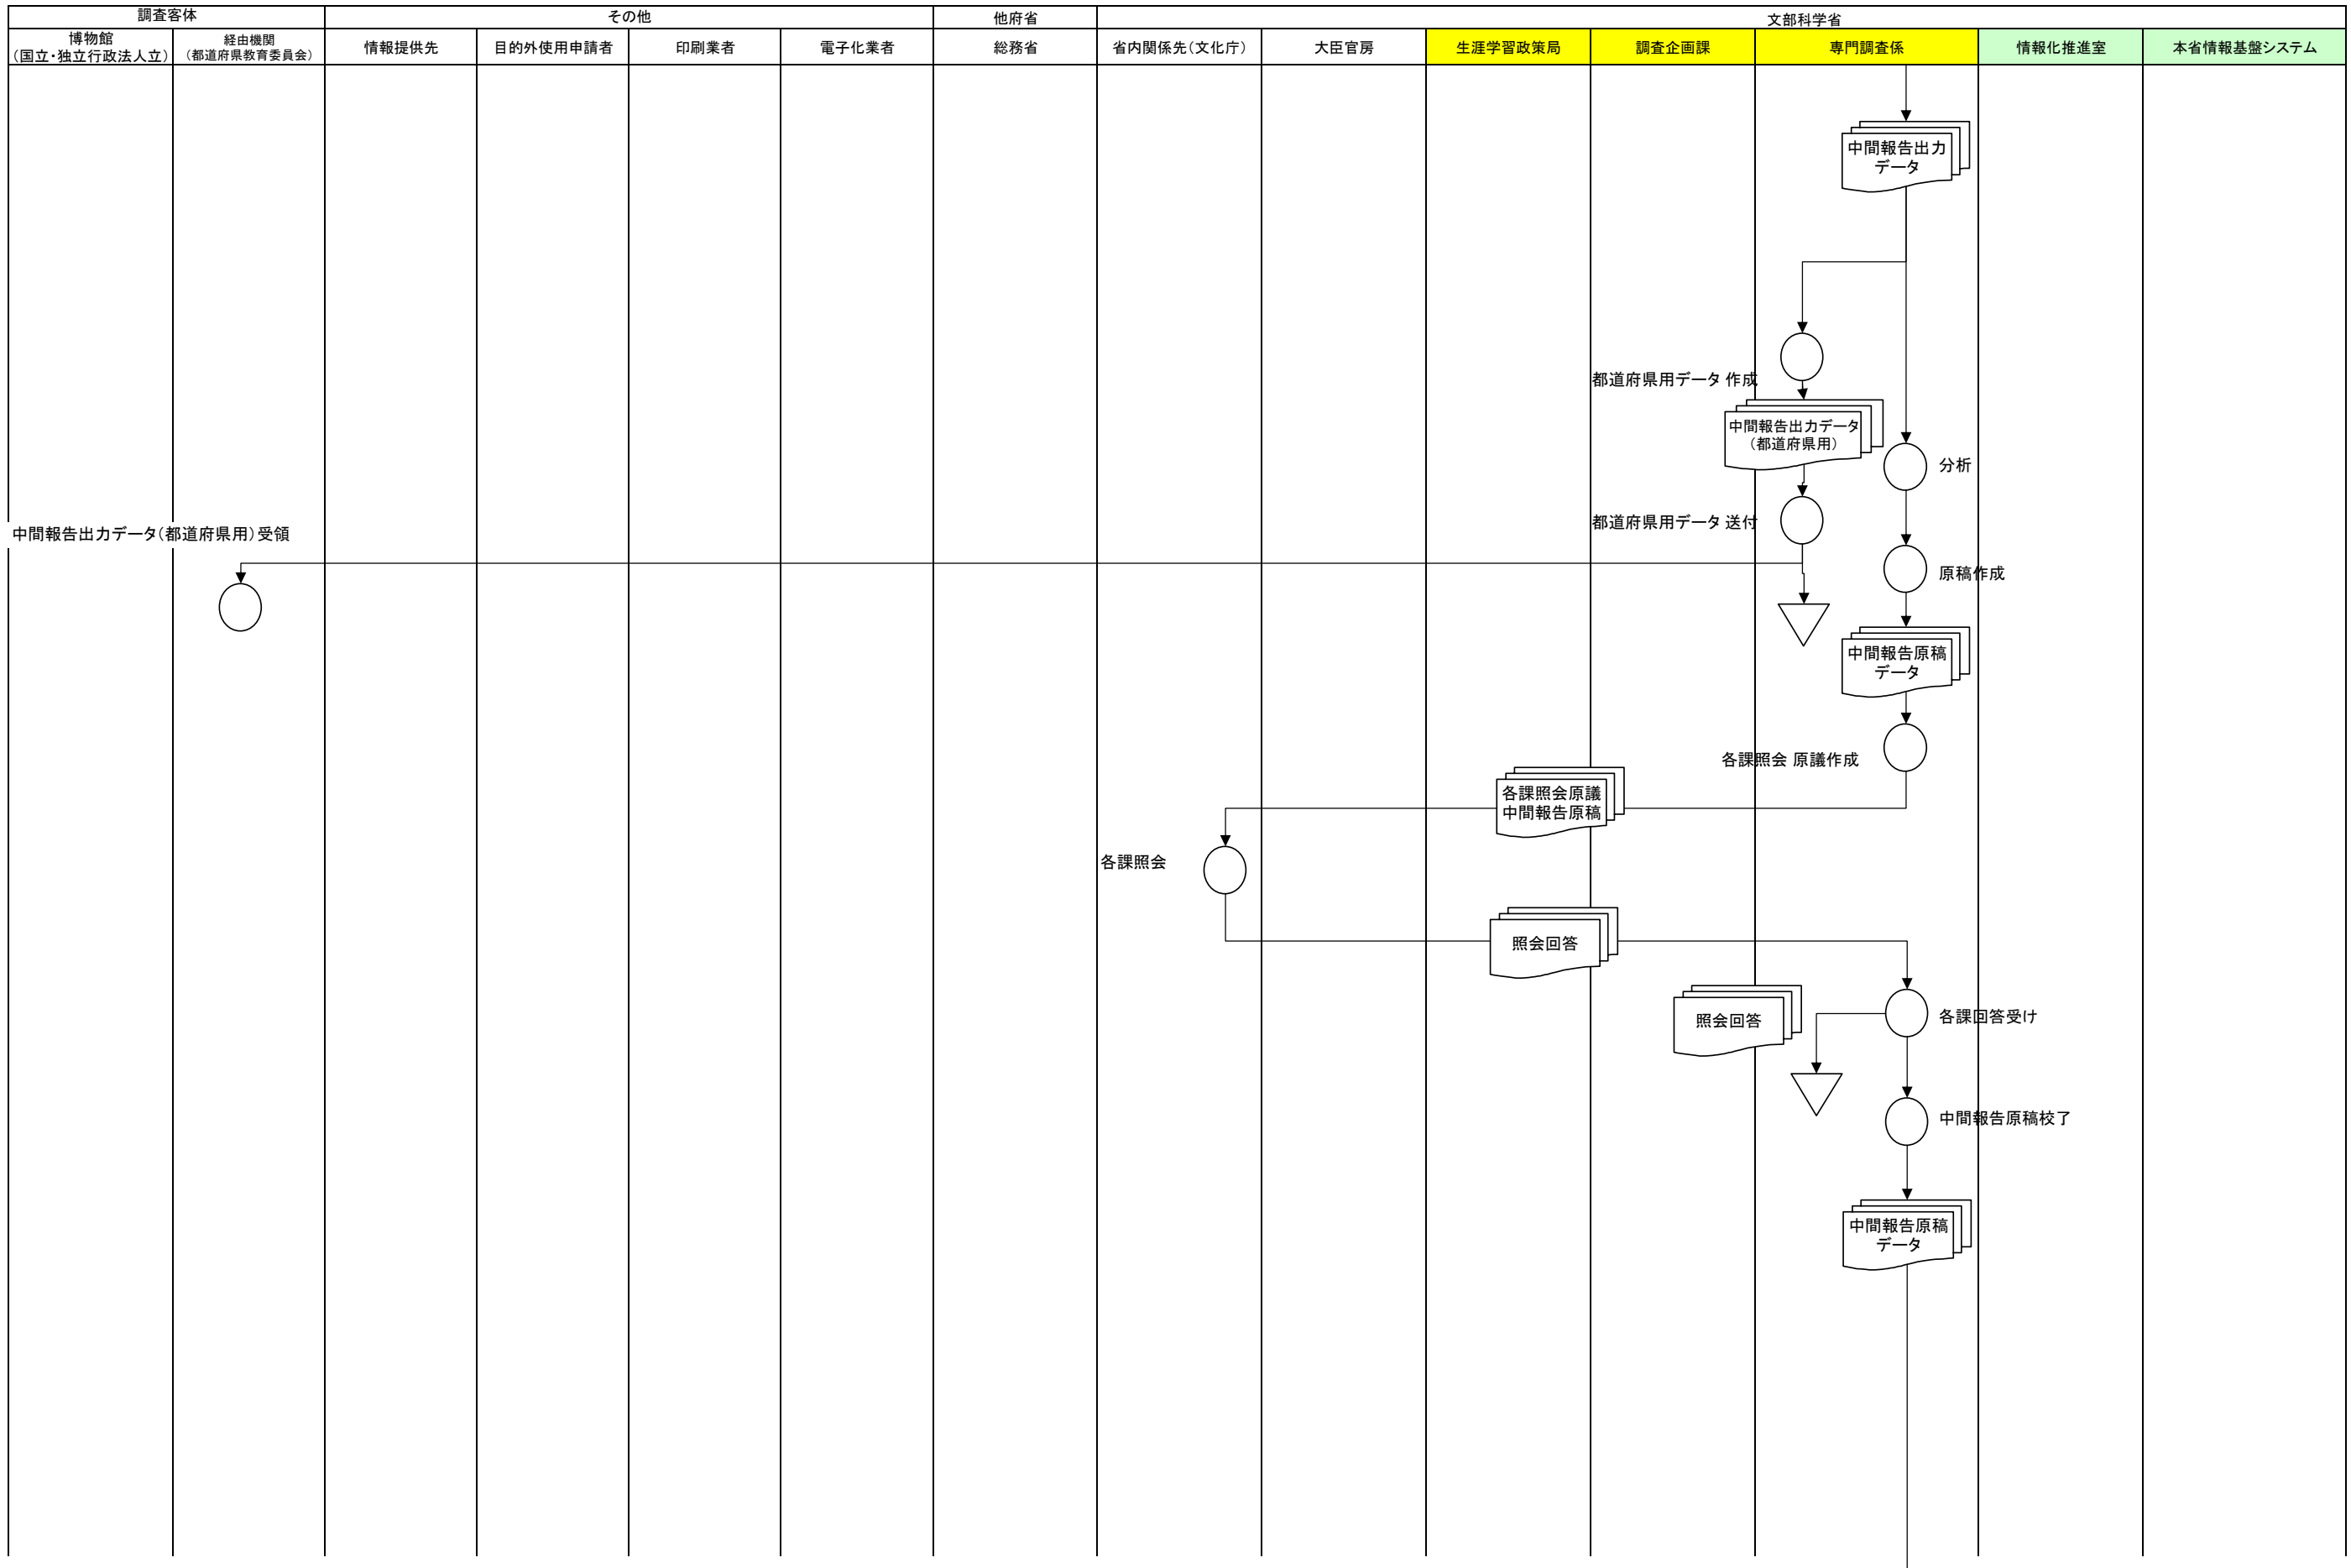 調査客体
その他
他府省
文部科学省
博物館
（国立・独立行政法人立）
経由機関
（都道府県教育委員会）
情報提供先
目的外使用申請者
印刷業者
電子化業者
総務省
省内関係先（文化庁）
大臣官房
生涯学習政策局
調査企画課
専門調査係
情報化推進室
本省情報基盤システム
中間報告出力
データ
都道府県用データ 作成
中間報告出力データ
（都道府県用）
分析
都道府県用データ 送付
中間報告出力データ（都道府県用）受領
原稿作成
中間報告原稿
データ
各課照会 原議作成
各課照会原議
中間報告原稿
各課照会
照会回答
照会回答
各課回答受け
中間報告原稿校了
中間報告原稿
データ